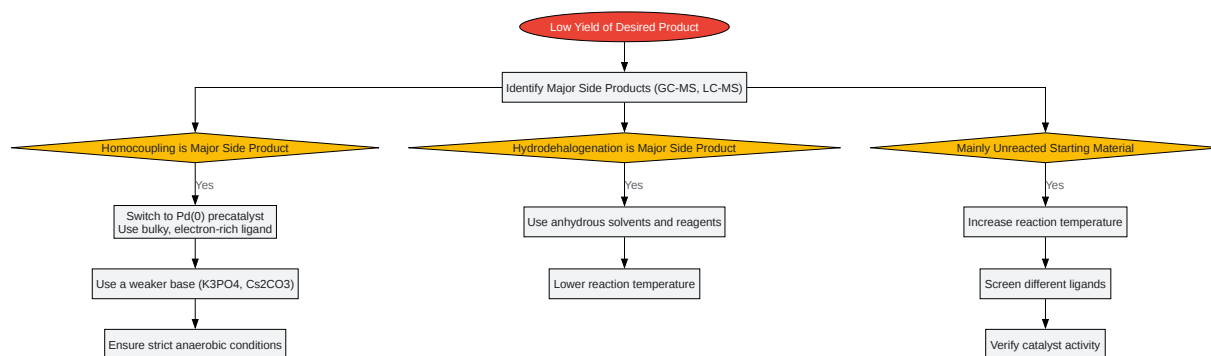 Low Yield of Desired Product
Identify Major Side Products (GC-MS, LC-MS)
Homocoupling is Major Side Product
Hydrodehalogenation is Major Side Product
Mainly Unreacted Starting Material
Yes
Yes
Yes
Switch to Pd(0) precatalyst
Use bulky, electron-rich ligand
Use anhydrous solvents and reagents
Increase reaction temperature
Use a weaker base (K3PO4, Cs2CO3)
Lower reaction temperature
Screen different ligands
Ensure strict anaerobic conditions
Verify catalyst activity